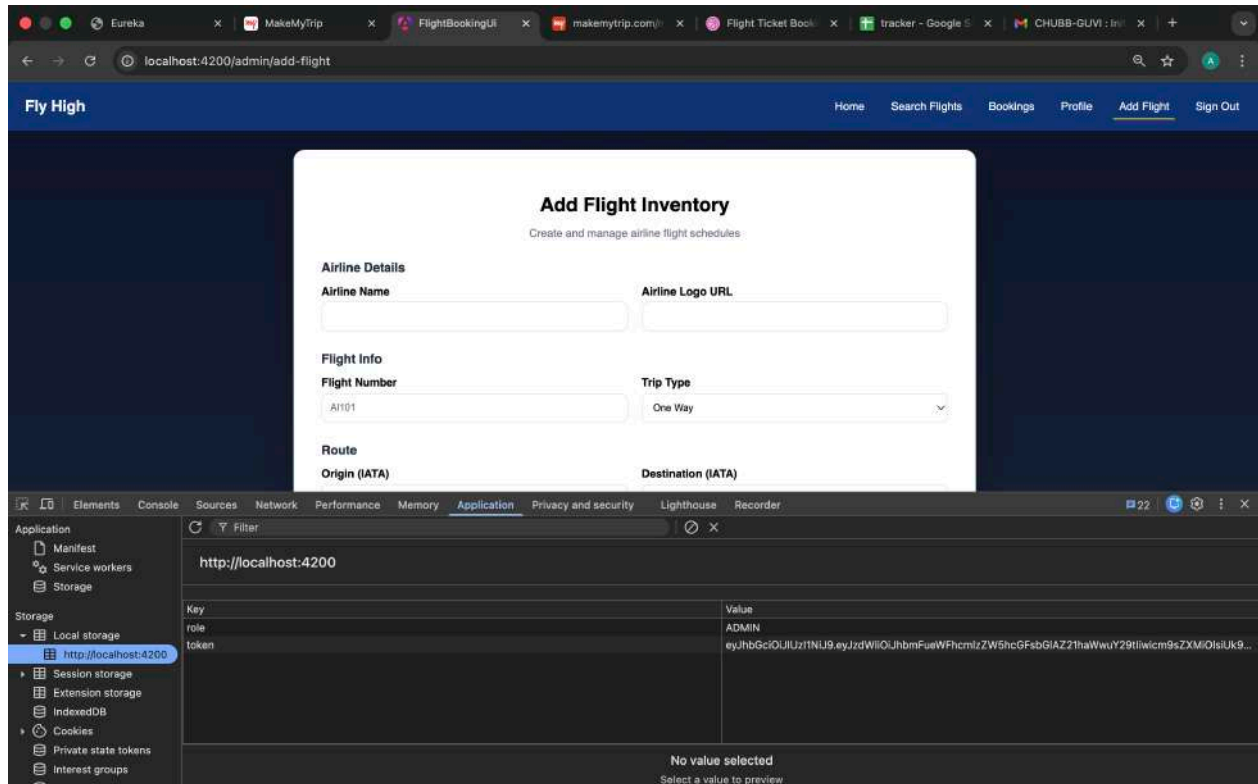 Eureka
MakeMyTrip
FlightBookingUi
makemytrip.com/
Flight Ticket Book
tracker - Google S
CHUBB-GUVI : Init
localhost:4200/admin/add-flight
A
Fly High
Home Search Flights Bookings Profile Add Flight Sign Out
Add Flight Inventory
Create and manage airline flight schedules
Airline Details
Airline Name Airline Logo URL
Flight Info
Flight Number Trip Type
AI101 One Way
Route
Origin (IATA) Destination (IATA)
Elements Console Sources Network Performance Memory Application Privacy and security Lighthouse Recorder 22
Application
Manifest
Service workers
Storage
Storage
Local storage
http://localhost:4200
Session storage
Extension storage
IndexedDB
Cookies
Private state tokens
Interest groups
Filter
http://localhost:4200
Key Value
role ADMIN
token
No value selected
Select a value to preview